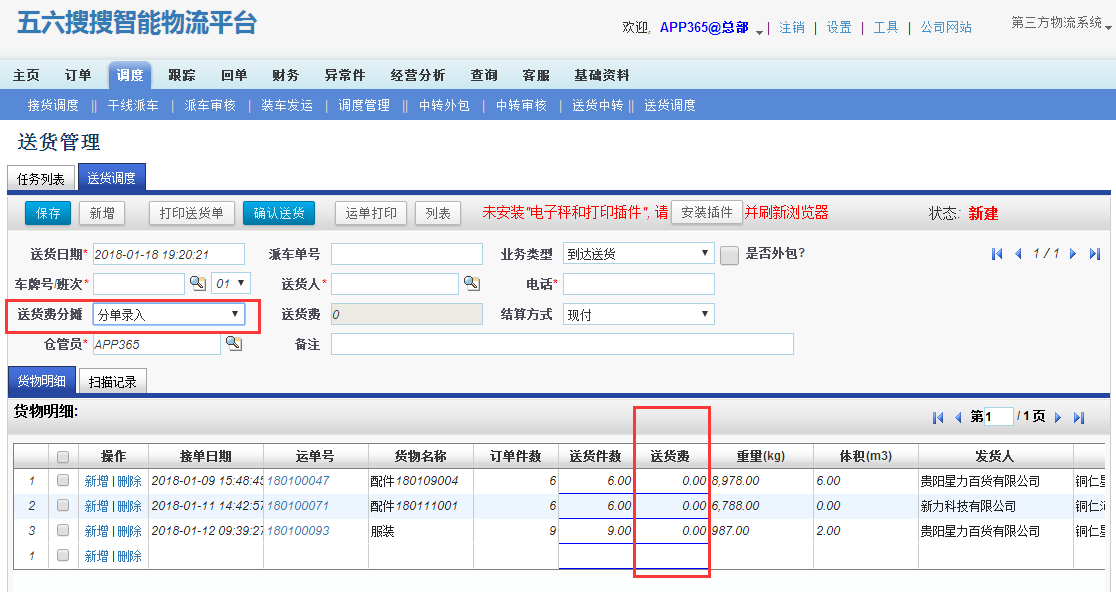 五六搜搜智能物流平台
欢迎, APP365@总部 | 注销 | 设置 | 工具 | 公司网站 第三方物流系统
主页 订单 调度 跟踪 回单 财务 异常件 经营分析 查询 客服 基础资料
接货调度 || 干线派车 | 派车审核 | 装车发运 | 调度管理 || 中转外包 | 中转审核 | 送货中转 || 送货调度
送货管理
任务列表 送货调度
保存 新增 打印送货单 确认送货 运单打印 列表 未安装"电子秤和打印插件", 请 安装插件 并刷新浏览器 状态: 新建
送货日期* 2018-01-18 19:20:21 派车单号 业务类型 到达送货 是否外包? 1 / 1
车牌号/班次* 01 送货人* 电话*
送货费分摊 分单录入 送货费 0 结算方式 现付
仓管员* APP365 备注
货物明细 扫描记录
货物明细: 第1 / 1页
操作 接单日期 运单号 货物名称 订单件数 送货件数 送货费 重量(kg) 体积(m3) 发货人
1 新增 | 删除 2018-01-09 15:48:45 180100047 配件180109004 6 6.00 0.00 8,978.00 6.00 贵阳星力百货有限公司 铜仁星
2 新增 | 删除 2018-01-11 14:42:57 180100071 配件180111001 6 6.00 0.00 6,788.00 0.00 新力科技有限公司 铜仁
3 新增 | 删除 2018-01-12 09:39:27 180100093 服装 9 9.00 0.00 987.00 2.00 贵阳星力百货有限公司 铜仁星
1 新增 | 删除